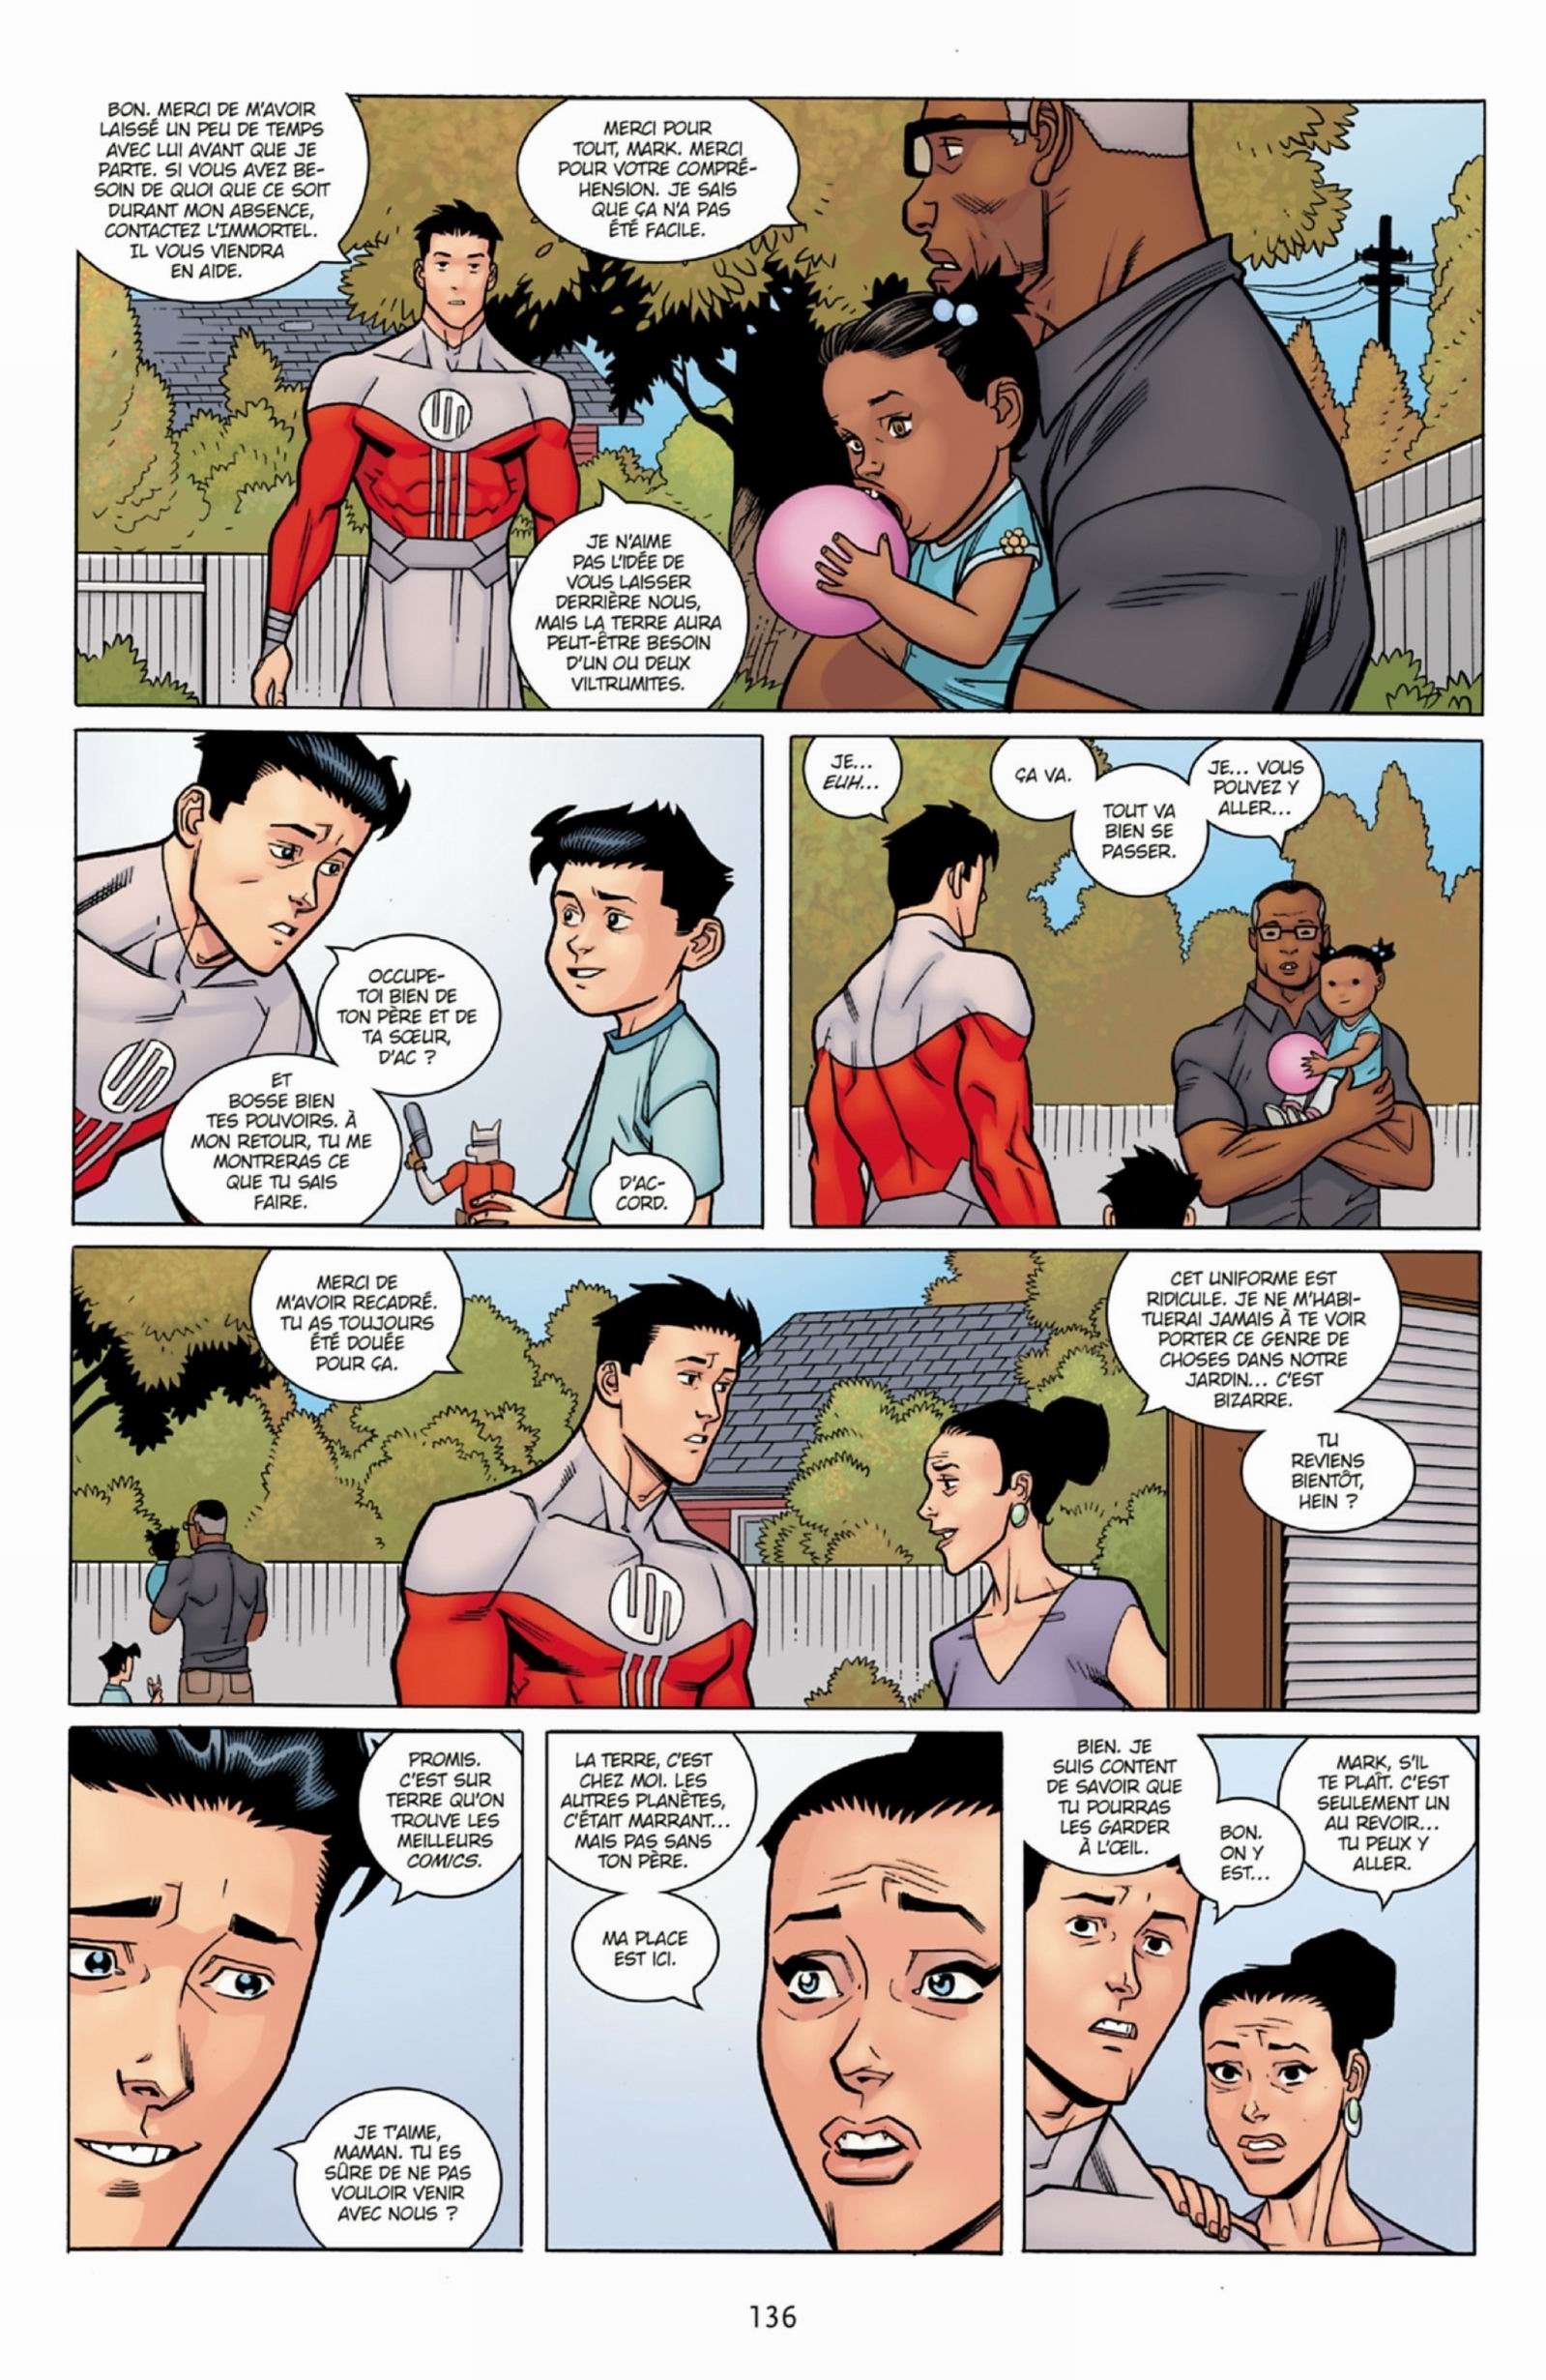 BON. MERCI DE M'AVOIR
LAISSÉ UN PEU DE TEMPS
AVEC LUI AVANT QUE JE
PARTE. SI VOUS AVEZ BE-
SOIN DE QUOI QUE CE SOIT
DURANT MON ABSENCE,
CONTACTEZ L'IMMORTEL.
IL VOUS VIENDRA
EN AIDE.
MERCI POUR
TOUT, MARK. MERCI
POUR VOTRE COMPRÉ-
HENSION. JE SAIS
QUE ÇA N'A PAS
ÉTÉ FACILE.
JE N'AIME
PAS L'IDÉE DE
VOUS LAISSER
DERRIÈRE NOUS,
MAIS LA TERRE AURA
PEUT-ÊTRE BESOIN
D'UN OU DEUX
VILTRUMITES.
OCCUPE-
TOI BIEN DE
TON PÈRE ET DE
TA SŒUR,
D'AC ?
ET
BOSSE BIEN
TES POUVOIRS. À
MON RETOUR, TU ME
MONTRERAS CE
QUE TU SAIS
FAIRE.
D'AC-
CORD.
JE...
EUH...
ÇA VA.
TOUT VA
BIEN SE
PASSER.
JE... VOUS
POUVEZ Y
ALLER...
MERCI DE
M'AVOIR RECADRÉ.
TU AS TOUJOURS
ÉTÉ DOUÉE
POUR ÇA.
CET UNIFORME EST
RIDICULE. JE NE M'HABI-
TUERAI JAMAIS À TE VOIR
PORTER CE GENRE DE
CHOSES DANS NOTRE
JARDIN... C'EST
BIZARRE.
TU
REVIENS
BIENTÔT,
HEIN ?
PROMIS.
C'EST SUR
TERRE QU'ON
TROUVE LES
MEILLEURS
COMICS.
JE T'AIME,
MAMAN. TU ES
SÛRE DE NE PAS
VOULOIR VENIR
AVEC NOUS ?
LA TERRE, C'EST
CHEZ MOI. LES
AUTRES PLANÈTES,
C'ÉTAIT MARRANT...
MAIS PAS SANS
TON PÈRE.
MA PLACE
EST ICI.
BIEN. JE
SUIS CONTENT
DE SAVOIR QUE
TU POURRAS
LES GARDER
À L'ŒIL.
BON.
ON Y
EST...
MARK, S'IL
TE PLAÎT. C'EST
SEULEMENT UN
AU REVOIR...
TU PEUX Y
ALLER.
136